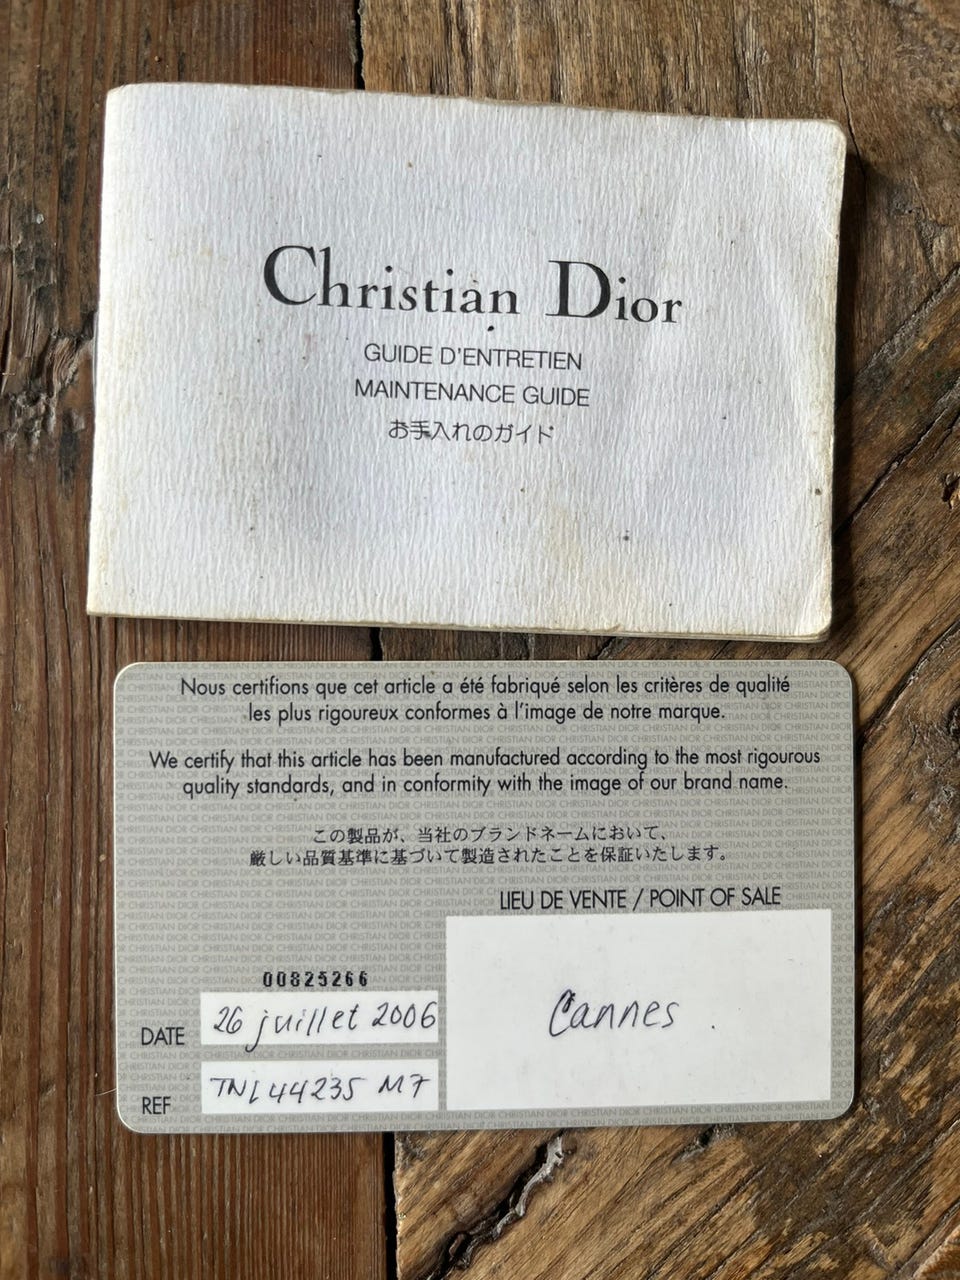 Christian Dior
GUIDE D'ENTRETIEN
MAINTENANCE GUIDE
お手入れのガイド
Nous certifions que cet article a été fabriqué selon les critères de qualité
les plus rigoureux conformes à l'image de notre marque.
We certify that this article has been manufactured according to the most rigourous
quality standards, and in conformity with the image of our brand name.
この製品が、当社のブランドネームにおいて、
厳しい品質基準に基づいて製造されたことを保証いたします。
LIEU DE VENTE / POINT OF SALE
Cannes .
00825266
DATE 26 juillet 2006
REF TNL44235 M7